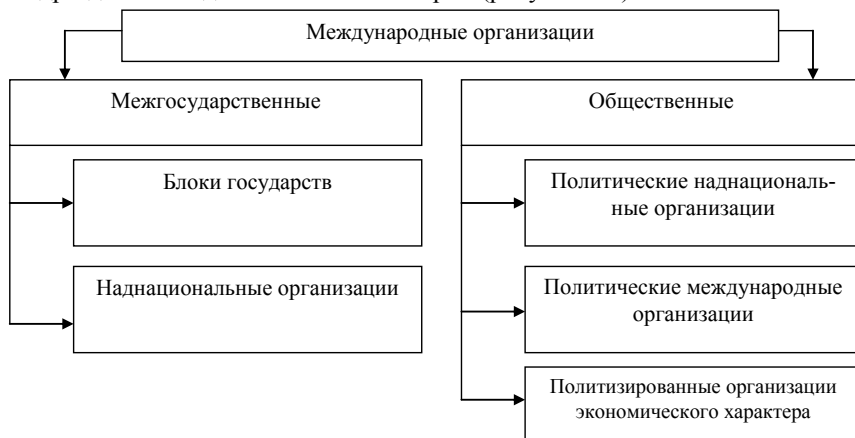 Международные организации
Межгосударственные
Общественные
Блоки государств
Политические наднациональ-
ные организации
Наднациональные организации
Политические международные
организации
Политизированные организации
экономического характера